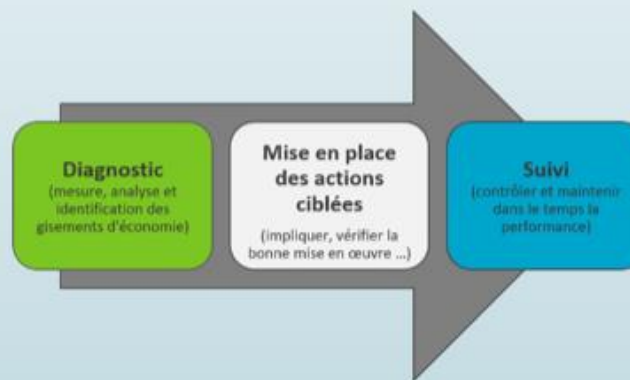 Diagnostic
(mesure, analyse et
identification des
gisements d'économie)
Mise en place
des actions
ciblées
(impliquer, vérifier la
bonne mise en œuvre ...)
Suivi
(contrôler et maintenir
dans le temps la
performance)